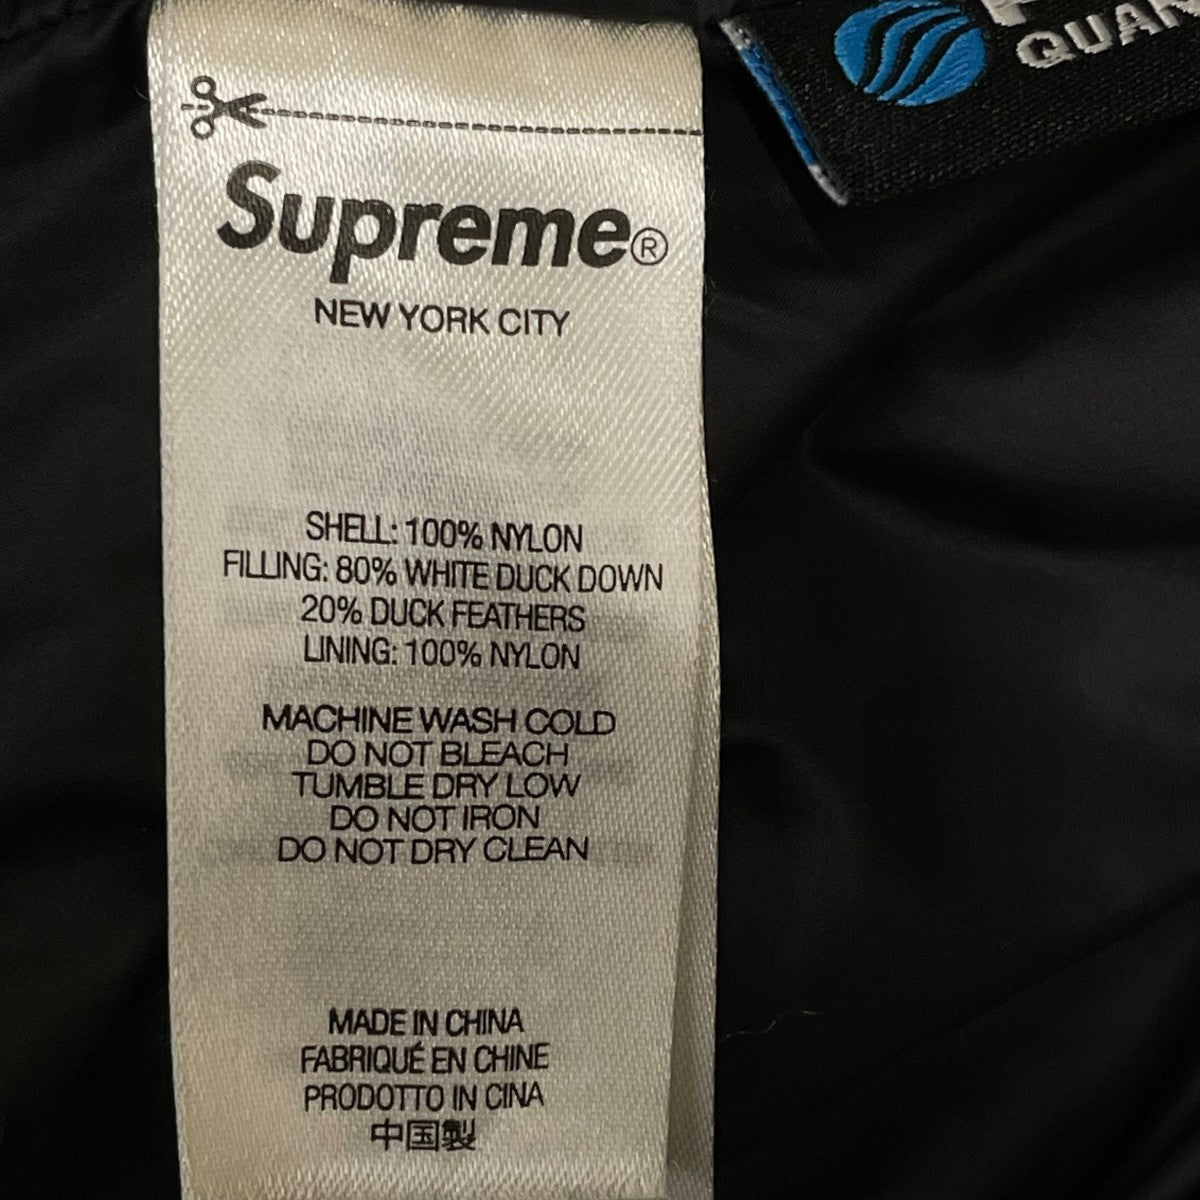 QUAN
Supreme®
NEW YORK CITY
SHELL: 100% NYLON
FILLING: 80% WHITE DUCK DOWN
20% DUCK FEATHERS
LINING: 100% NYLON
MACHINE WASH COLD
DO NOT BLEACH
TUMBLE DRY LOW
DO NOT IRON
DO NOT DRY CLEAN
MADE IN CHINA
FABRIQUÉ EN CHINE
PRODOTTO IN CINA
中国製